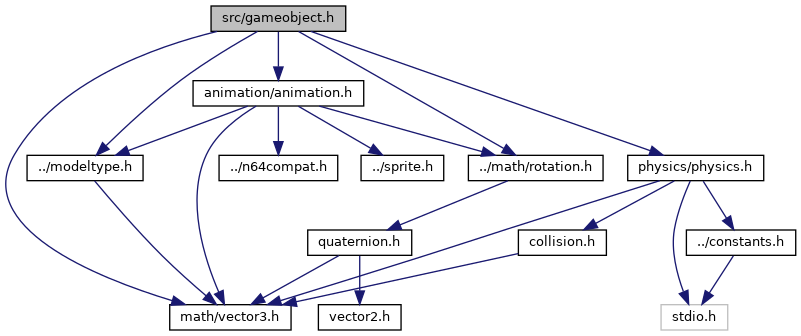 src/gameobject.h
animation/animation.h
../modeltype.h
../n64compat.h
../sprite.h
../math/rotation.h
physics/physics.h
quaternion.h
collision.h
../constants.h
math/vector3.h
vector2.h
stdio.h